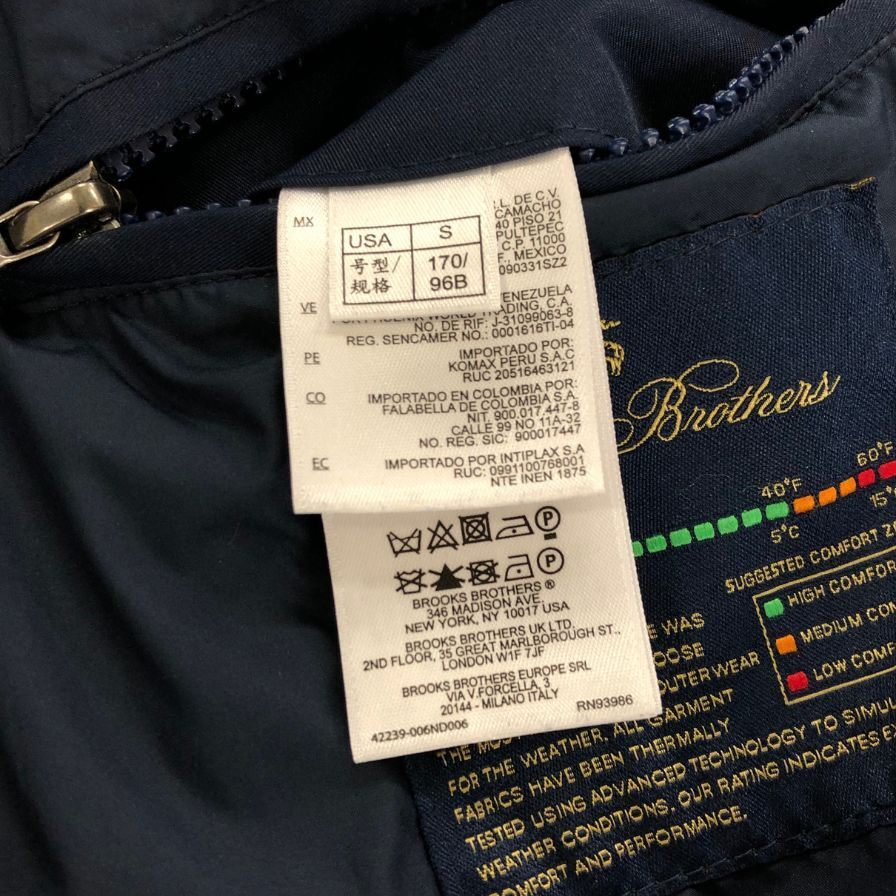 MX
L. DE C.V.
CAMACHO
40 PISO 21
PULTEPEC
C.P. 11000
F., MEXICO
090331SZ2
USA S
号型/规格 170/96B
VE
VENEZUELA
WORLD TRADING, C.A.
NO. DE RIF: J-31099063-8
REG. SENCAMER NO.: 0001616TI-04
PE
IMPORTADO POR:
KOMAX PERU S.A.C
RUC 20516463121
CO
IMPORTADO EN COLOMBIA POR:
FALABELLA DE COLOMBIA S.A.
NIT. 900.017.447-8
CALLE 99 NO 11A-32
NO. REG. SIC: 900017447
EC
IMPORTADO POR INTIPLAX S.A
RUC: 0991100768001
NTE INEN 1875
P
P
BROOKS BROTHERS ®
346 MADISON AVE.
NEW YORK, NY 10017 USA
BROOKS BROTHERS UK LTD.
2ND FLOOR, 35 GREAT MARLBOROUGH ST.,
LONDON W1F 7JF
BROOKS BROTHERS EUROPE SRL
VIA V.FORCELLA, 3
20144 - MILANO ITALY
42239-006ND006
RN93986
Brothers
40°F
60°F
5°C
15°
SUGGESTED COMFORT Z
HIGH COMFOR
MEDIUM CO
LOW COMF
WAS
OOSE
OUTERWEAR
THE MOS
FOR THE WEATHER. ALL GARMENT
FABRICS HAVE BEEN THERMALLY
TESTED USING ADVANCED TECHNOLOGY TO SIMU
WEATHER CONDITIONS. OUR RATING INDICATES F
COMFORT AND PERFORMANCE.